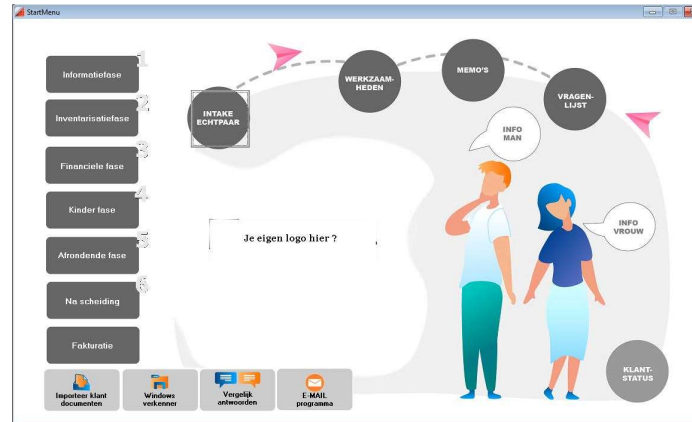 StartMenu
1
Informatiefase
2
Inventarisatiefase
3
Financiele fase
4
Kinder fase
5
Afrondende fase
6
Na scheiding
Fakturatie
INTAKE
ECHTPAAR
WERKZAAM-
HEDEN
MEMO'S
VRAGEN-
LIJST
INFO
MAN
INFO
VROUW
Je eigen logo hier ?
KLANT-
STATUS
Importeer klant
documenten
Windows
verkenner
Vergelijk
antwoorden
E-MAIL
programma